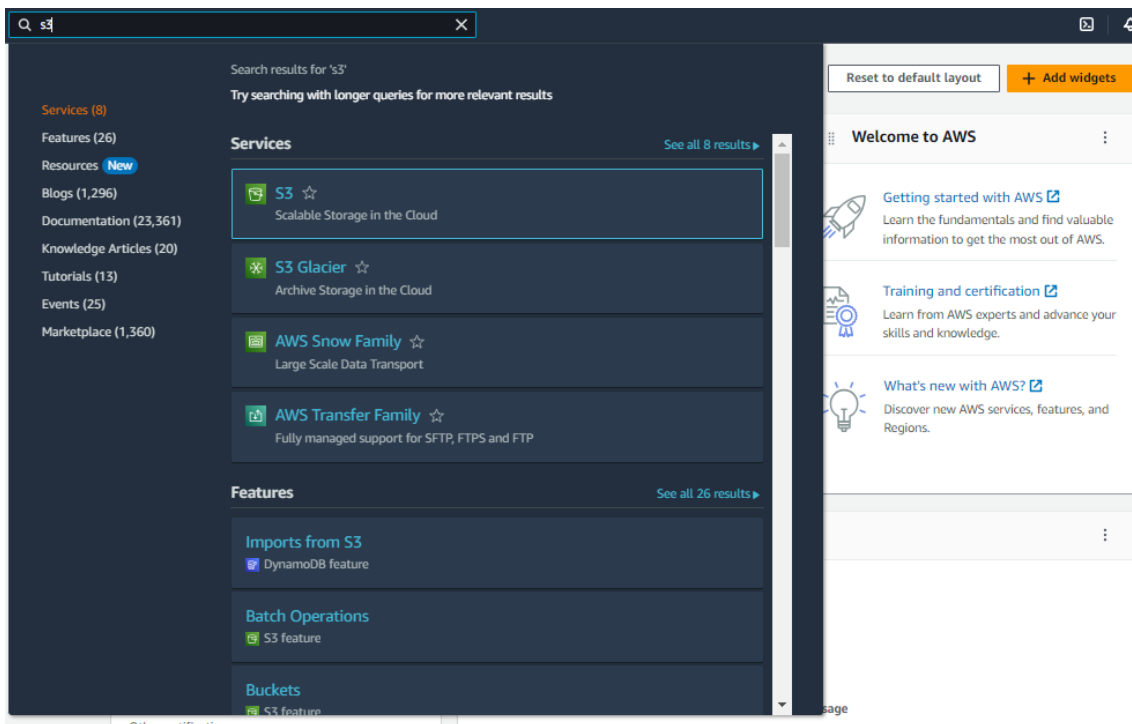 s3
Search results for 's3'
Try searching with longer queries for more relevant results
Services (8)
Features (26)
Resources New
Blogs (1,296)
Documentation (23,361)
Knowledge Articles (20)
Tutorials (13)
Events (25)
Marketplace (1,360)
Services
See all 8 results
S3
Scalable Storage in the Cloud
S3 Glacier
Archive Storage in the Cloud
AWS Snow Family
Large Scale Data Transport
AWS Transfer Family
Fully managed support for SFTP, FTPS and FTP
Features
See all 26 results
Imports from S3
DynamoDB feature
Batch Operations
S3 feature
Buckets
S3 feature
Reset to default layout
+ Add widgets
Welcome to AWS
Getting started with AWS
Learn the fundamentals and find valuable
information to get the most out of AWS.
Training and certification
Learn from AWS experts and advance your
skills and knowledge.
What's new with AWS?
Discover new AWS services, features, and
Regions.
sage